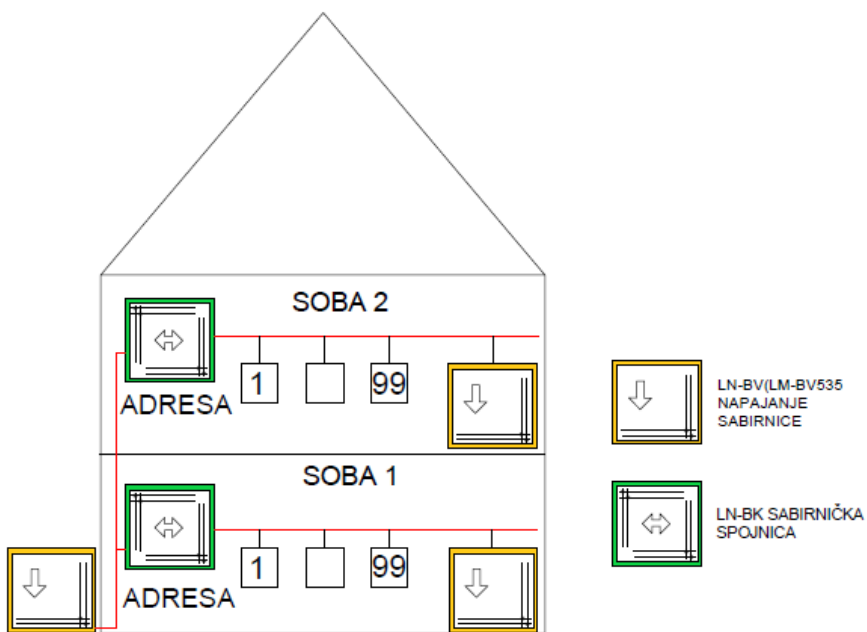 SOBA 2
1
99
ADRESA
LN-BV(LM-BV535
NAPAJANJE
SABIRNICE
SOBA 1
1
99
ADRESA
LN-BK SABIRNIČKA
SPOJNICA